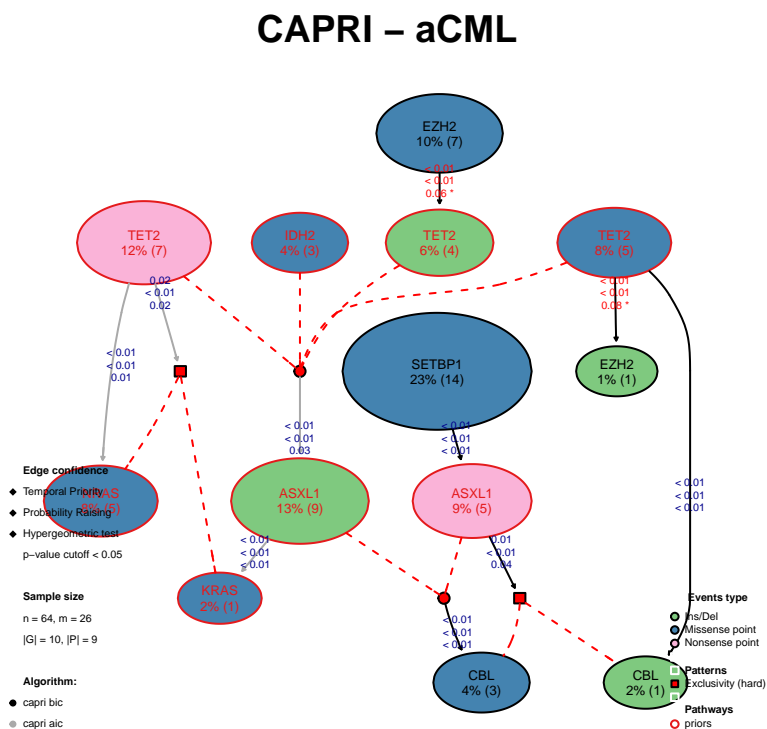 CAPRI – aCML
EZH2
10% (7)
< 0.01
< 0.01
0.06 *
TET2
12% (7)
IDH2
4% (3)
TET2
6% (4)
TET2
8% (5)
0.02
< 0.01
0.02
< 0.01
< 0.01
0.08 *
< 0.01
< 0.01
0.01
SETBP1
23% (14)
EZH2
1% (1)
< 0.01
< 0.01
0.03
< 0.01
< 0.01
< 0.01
Edge confidence
Temporal Priority
Probability Raising
Hypergeometric test
p–value cutoff < 0.05
8% (5)
ASXL1
13% (9)
ASXL1
9% (5)
< 0.01
< 0.01
< 0.01
< 0.01
< 0.01
< 0.01
0.01
< 0.01
0.04
KRAS
2% (1)
Sample size
n = 64, m = 26
|G| = 10, |P| = 9
< 0.01
< 0.01
< 0.01
Events type
Ins/Del
Missense point
Nonsense point
CBL
4% (3)
CBL
2% (1)
Patterns
Exclusivity (hard)
Algorithm:
capri bic
capri aic
Pathways
priors